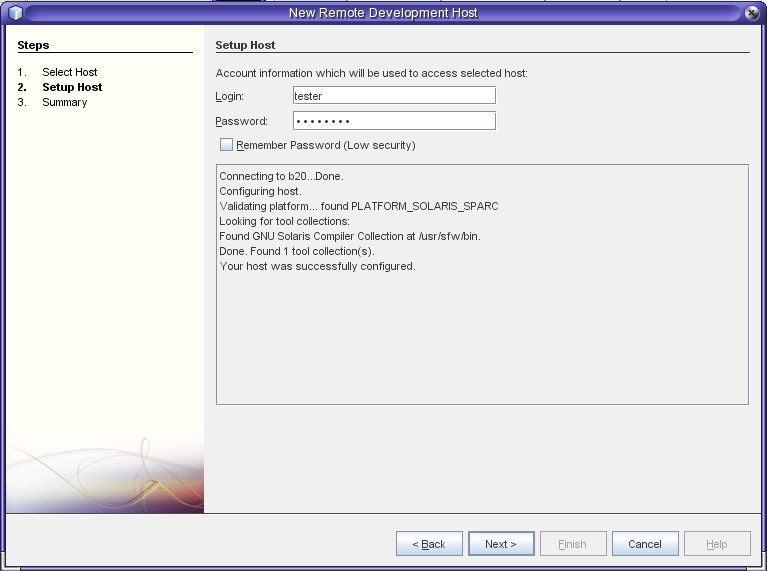 New Remote Development Host
Steps
1. Select Host
2. Setup Host
3. Summary
Setup Host
Account information which will be used to access selected host:
Login: tester
Password: ••••••••
Remember Password (Low security)
Connecting to b20...Done.
Configuring host.
Validating platform... found PLATFORM_SOLARIS_SPARC
Looking for tool collections:
Found GNU Solaris Compiler Collection at /usr/sfw/bin.
Done. Found 1 tool collection(s).
Your host was successfully configured.
< Back Next > Finish Cancel Help